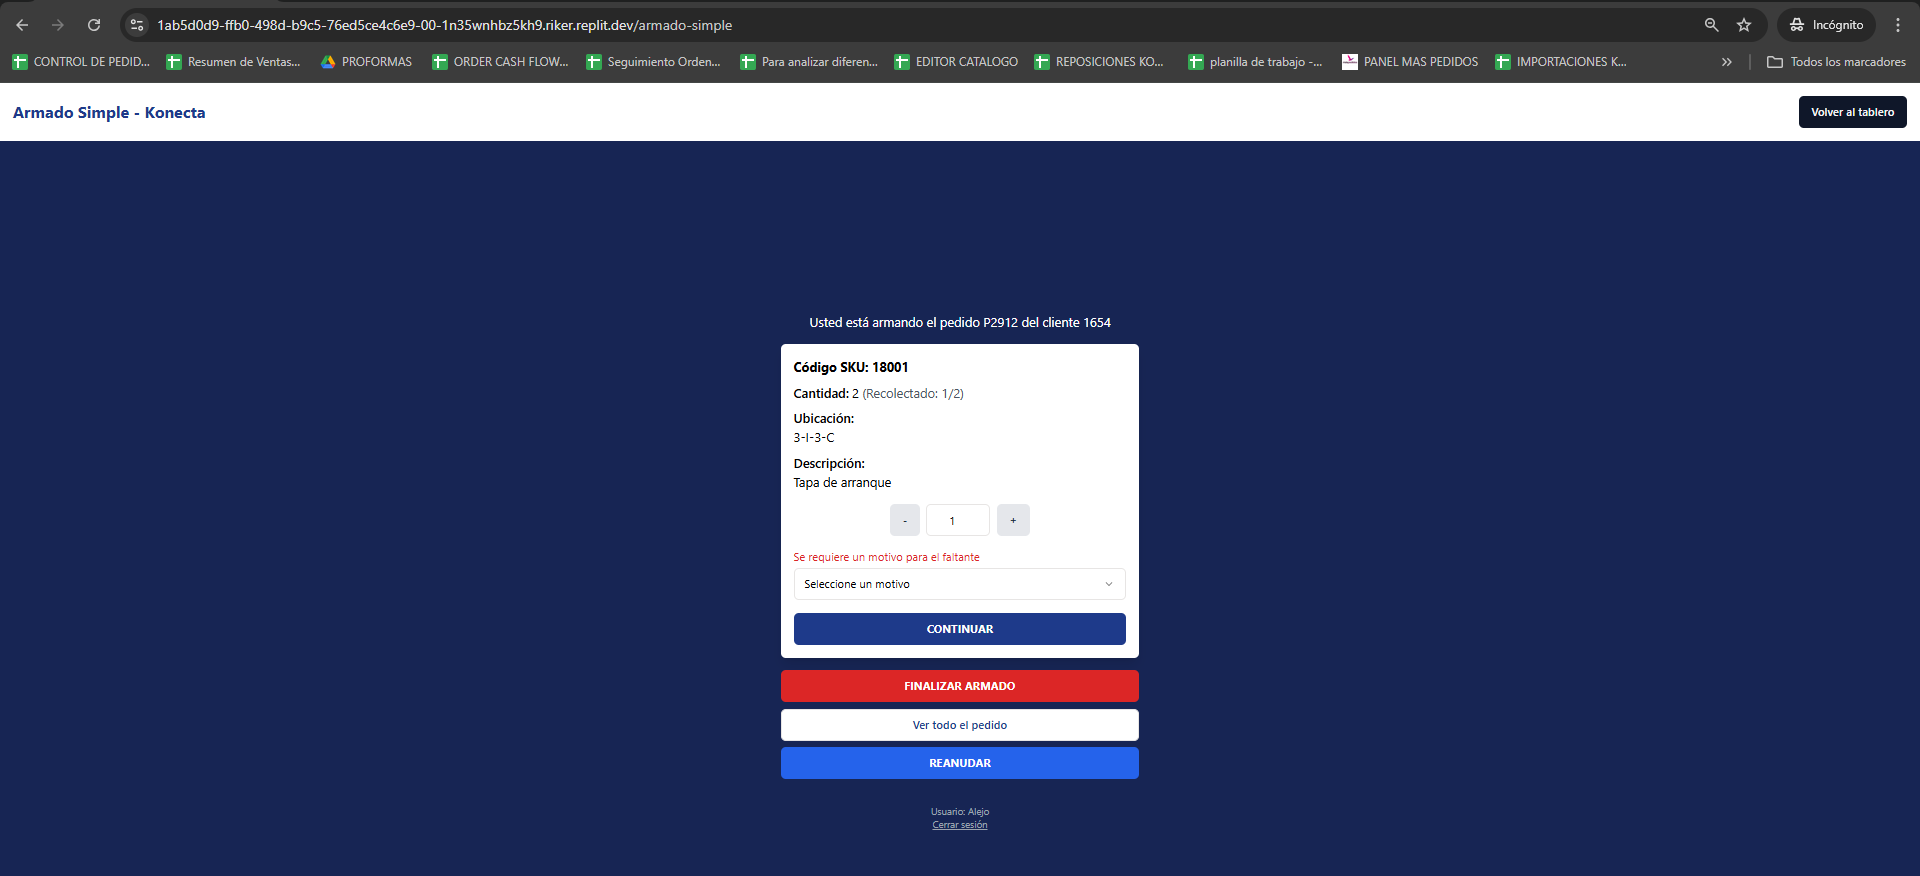 1ab5d0d9-ffb0-498d-b9c5-76ed5ce4c6e9-00-1n35wnhbz5kh9.riker.replit.dev/armado-simple
Incógnito
CONTROL DE PEDID...
Resumen de Ventas...
PROFORMAS
ORDER CASH FLOW...
Seguimiento Orden...
Para analizar diferen...
EDITOR CATALOGO
REPOSICIONES KO...
planilla de trabajo -...
PANEL MAS PEDIDOS
IMPORTACIONES K...
Todos los marcadores
Armado Simple - Konecta
Volver al tablero
Usted está armando el pedido P2912 del cliente 1654
Código SKU: 18001
Cantidad: 2 (Recolectado: 1/2)
Ubicación:
3-I-3-C
Descripción:
Tapa de arranque
- 1 +
Se requiere un motivo para el faltante
Seleccione un motivo
CONTINUAR
FINALIZAR ARMADO
Ver todo el pedido
REANUDAR
Usuario: Alejo
Cerrar sesión